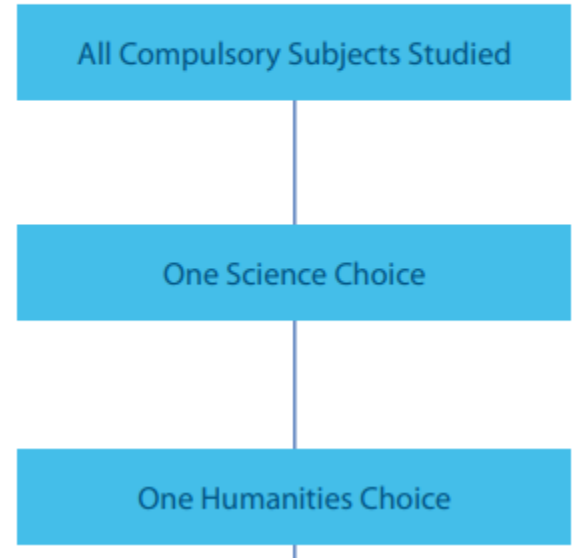 All Compulsory Subjects Studied
One Science Choice
One Humanities Choice